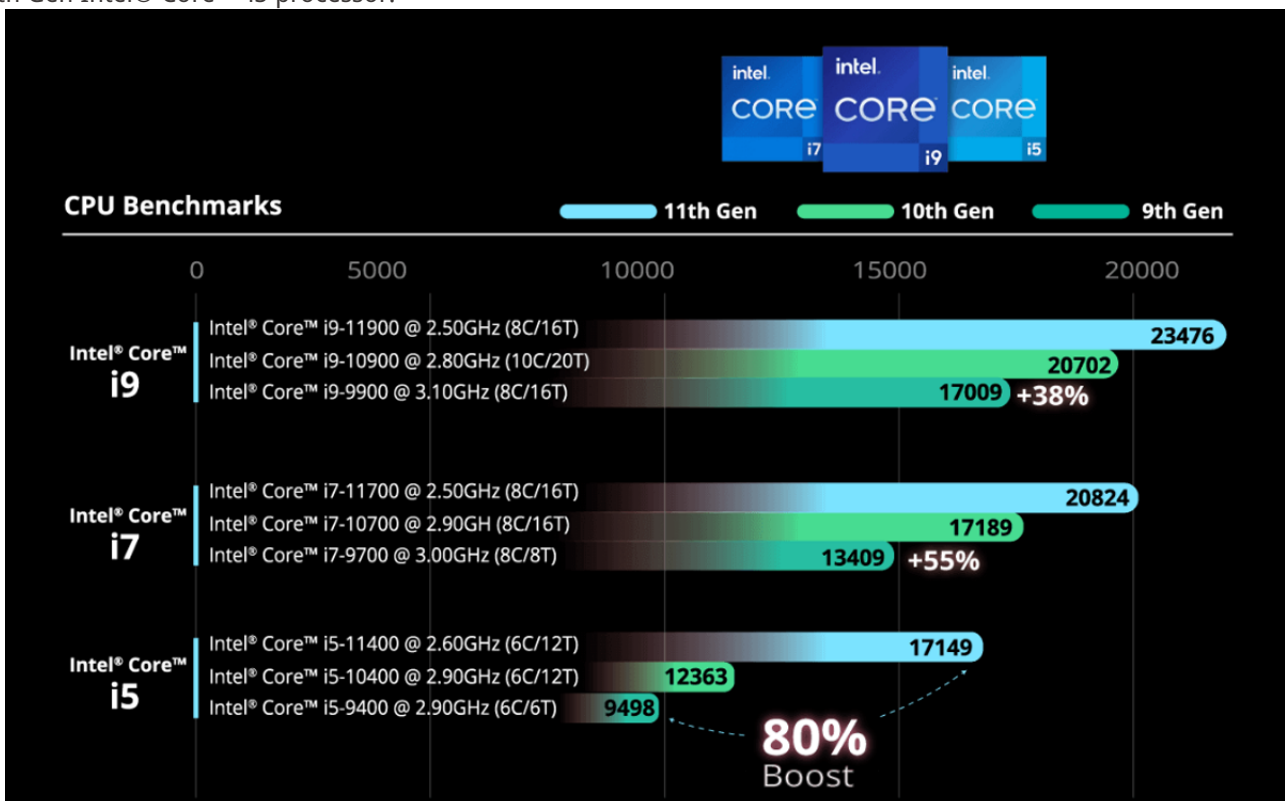 Gen Intel® Core™ i5 processor.
intel.
CORE
i7
intel.
CORE
i9
intel.
CORE
i5
CPU Benchmarks
11th Gen
10th Gen
9th Gen
0 5000 10000 15000 20000
Intel® Core™
i9
Intel® Core™ i9-11900 @ 2.50GHz (8C/16T) 23476
Intel® Core™ i9-10900 @ 2.80GHz (10C/20T) 20702
Intel® Core™ i9-9900 @ 3.10GHz (8C/16T) 17009 +38%
Intel® Core™
i7
Intel® Core™ i7-11700 @ 2.50GHz (8C/16T) 20824
Intel® Core™ i7-10700 @ 2.90GH (8C/16T) 17189
Intel® Core™ i7-9700 @ 3.00GHz (8C/8T) 13409 +55%
Intel® Core™
i5
Intel® Core™ i5-11400 @ 2.60GHz (6C/12T) 17149
Intel® Core™ i5-10400 @ 2.90GHz (6C/12T) 12363
Intel® Core™ i5-9400 @ 2.90GHz (6C/6T) 9498
80%
Boost